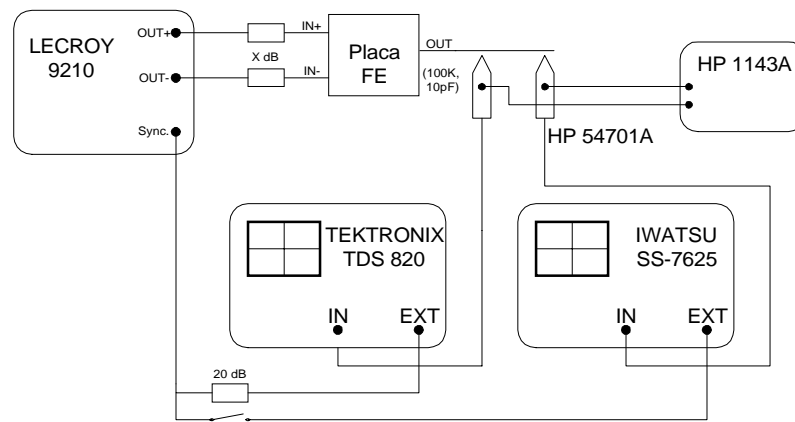 LECROY
9210
OUT+
OUT-
Sync.
IN+
X dB
IN-
Placa
FE
OUT
(100K,
10pF)
HP 1143A
HP 54701A
TEKTRONIX
TDS 820
IN
EXT
IWATSU
SS-7625
IN
EXT
20 dB